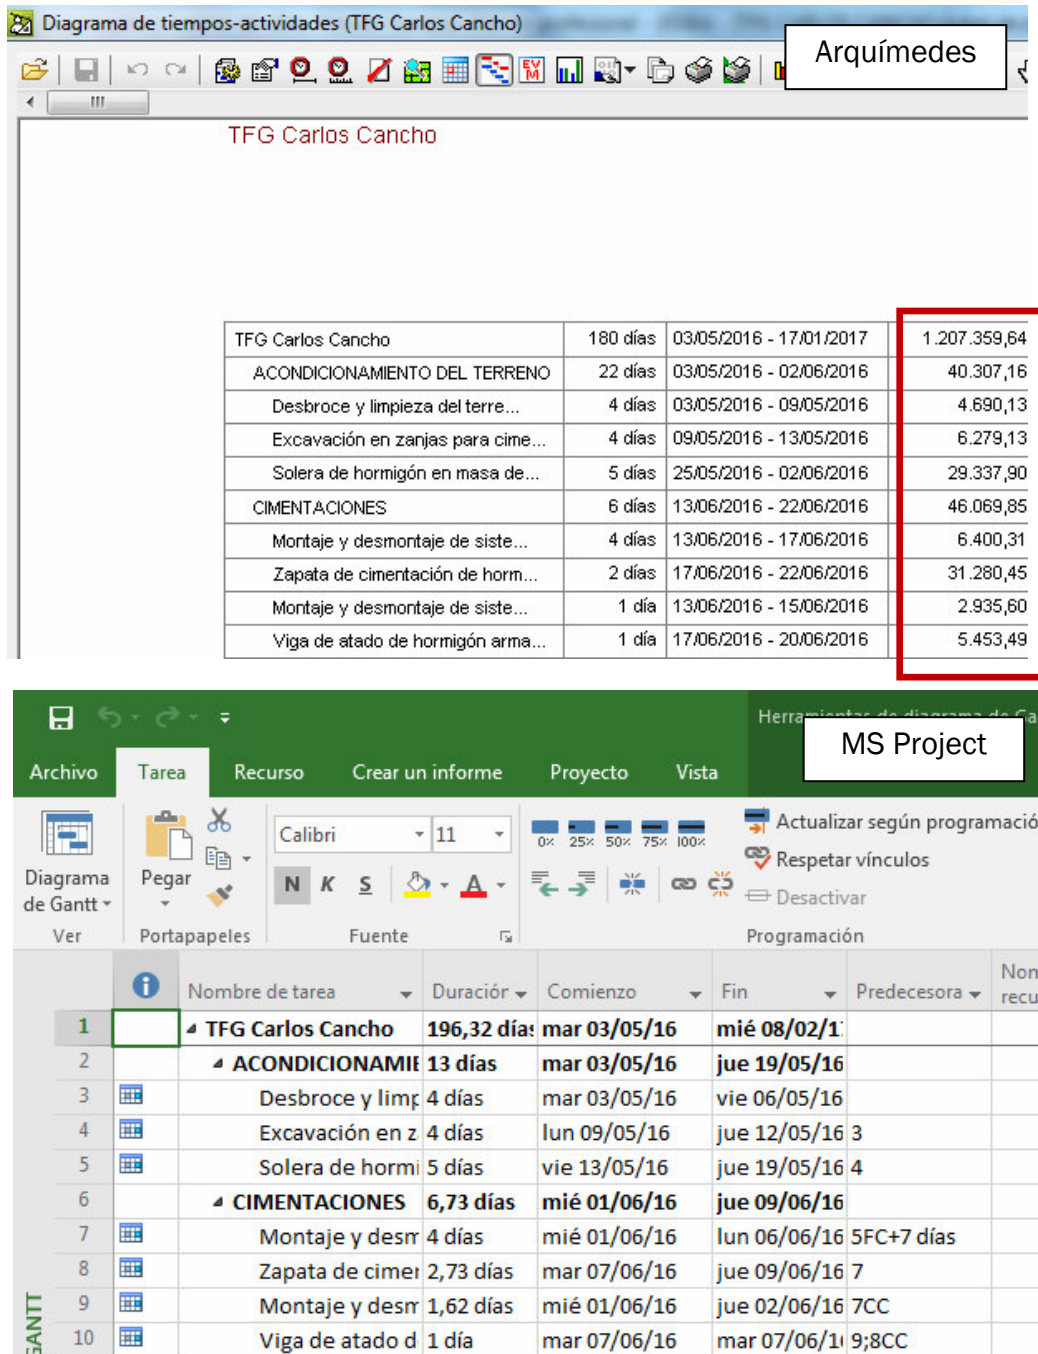 Diagrama de tiempos-actividades (TFG Carlos Cancho)
Arquímedes
TFG Carlos Cancho
TFG Carlos Cancho 180 días 03/05/2016 - 17/01/2017 1.207.359,64
ACONDICIONAMIENTO DEL TERRENO 22 días 03/05/2016 - 02/06/2016 40.307,16
Desbroce y limpieza del terre... 4 días 03/05/2016 - 09/05/2016 4.690,13
Excavación en zanjas para cime... 4 días 09/05/2016 - 13/05/2016 6.279,13
Solera de hormigón en masa de... 5 días 25/05/2016 - 02/06/2016 29.337,90
CIMENTACIONES 6 días 13/06/2016 - 22/06/2016 46.069,85
Montaje y desmontaje de siste... 4 días 13/06/2016 - 17/06/2016 6.400,31
Zapata de cimentación de horm... 2 días 17/06/2016 - 22/06/2016 31.280,45
Montaje y desmontaje de siste... 1 día 13/06/2016 - 15/06/2016 2.935,60
Viga de atado de hormigón arma... 1 día 17/06/2016 - 20/06/2016 5.453,49
MS Project
Archivo Tarea Recurso Crear un informe Proyecto Vista
Calibri 11 0% 25% 50% 75% 100% Actualizar según programació
Respetar vínculos
Diagrama de Gantt Pegar N K S A Desactivar
Ver Portapapeles Fuente Programación
Nombre de tarea Duración Comienzo Fin Predecesora Nom recu
1 TFG Carlos Cancho 196,32 días mar 03/05/16 mié 08/02/1
2 ACONDICIONAMIE 13 días mar 03/05/16 jue 19/05/16
3 Desbroce y limp 4 días mar 03/05/16 vie 06/05/16
4 Excavación en z 4 días lun 09/05/16 jue 12/05/16 3
5 Solera de hormi 5 días vie 13/05/16 jue 19/05/16 4
6 CIMENTACIONES 6,73 días mié 01/06/16 jue 09/06/16
7 Montaje y desm 4 días mié 01/06/16 lun 06/06/16 5FC+7 días
8 Zapata de cimer 2,73 días mar 07/06/16 jue 09/06/16 7
9 Montaje y desm 1,62 días mié 01/06/16 jue 02/06/16 7CC
10 Viga de atado d 1 día mar 07/06/16 mar 07/06/1 9;8CC
GANTT